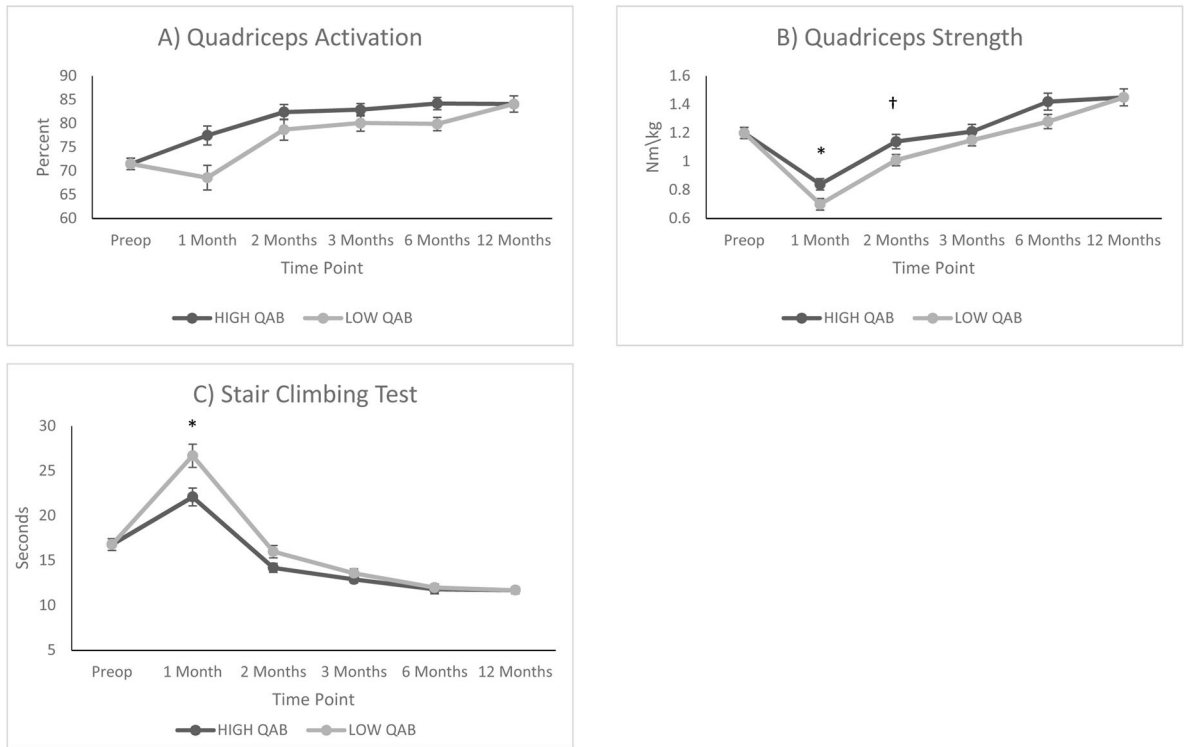 A) Quadriceps Activation
90
85
80
75
70
65
60
Percent
Preop 1 Month 2 Months 3 Months 6 Months 12 Months
Time Point
HIGH QAB LOW QAB
B) Quadriceps Strength
1.6
1.4
1.2
1
0.8
0.6
Nm\kg
*
†
Preop 1 Month 2 Months 3 Months 6 Months 12 Months
Time Point
HIGH QAB LOW QAB
C) Stair Climbing Test
30
25
20
15
10
5
Seconds
*
Preop 1 Month 2 Months 3 Months 6 Months 12 Months
Time Point
HIGH QAB LOW QAB